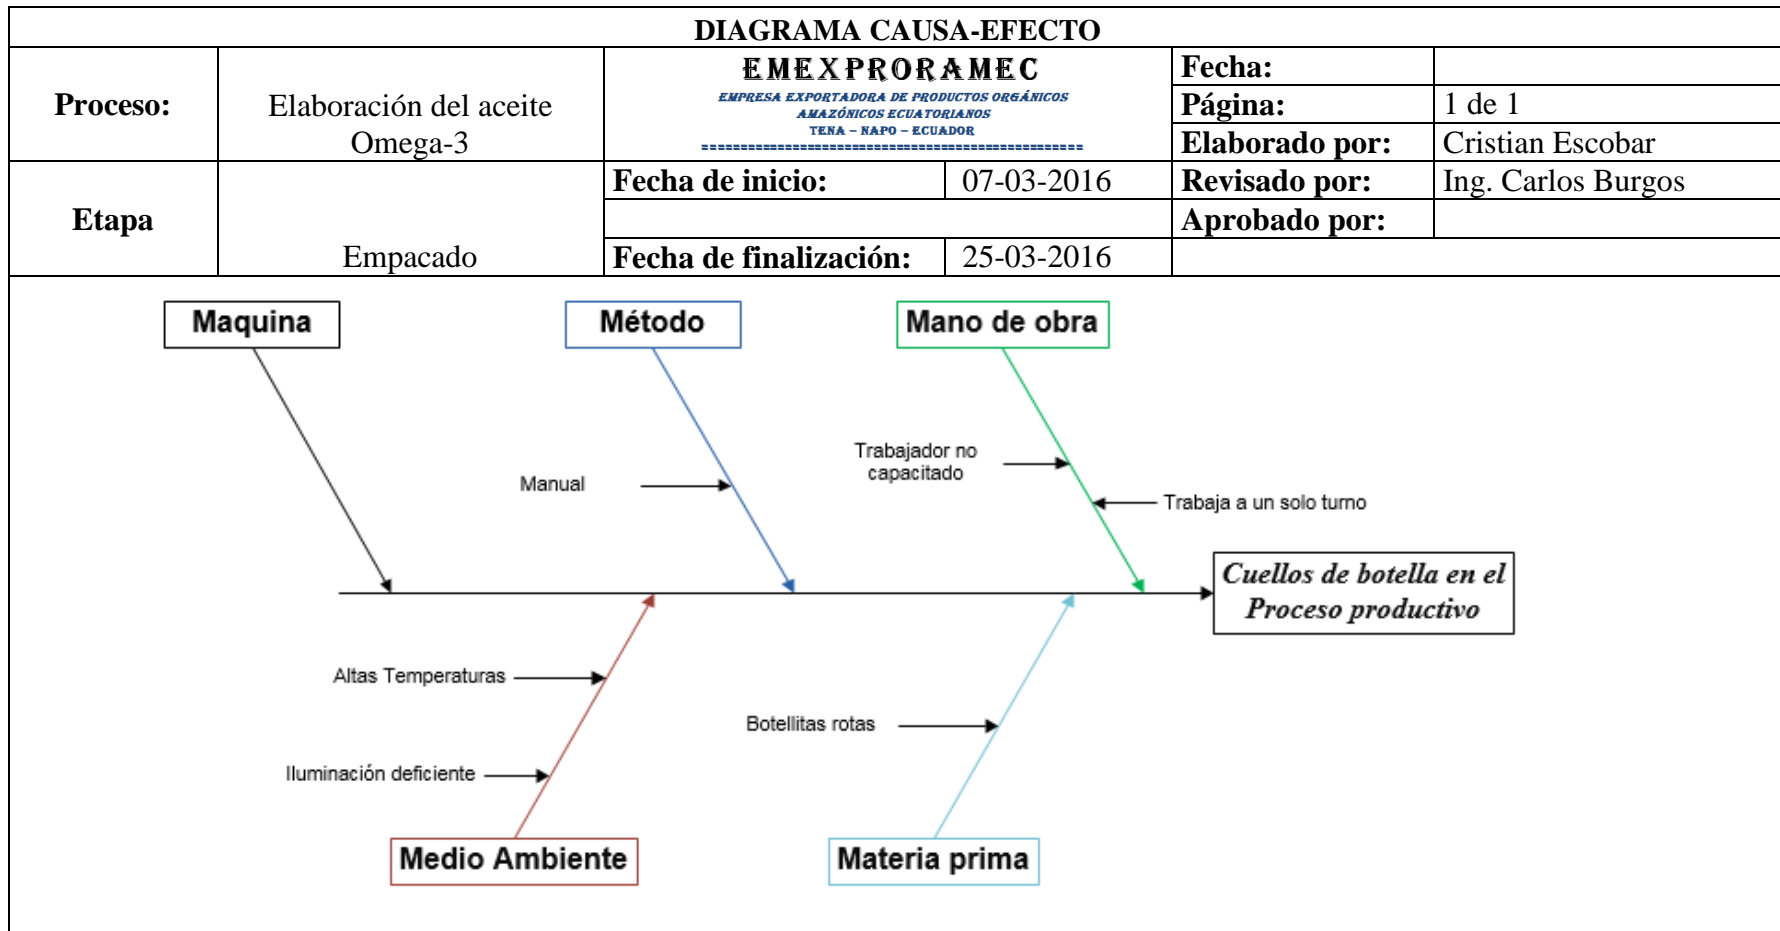 DIAGRAMA CAUSA-EFECTO
Proceso:
Elaboración del aceite
Omega-3
EMEXPRORAMEC
EMPRESA EXPORTADORA DE PRODUCTOS ORGÁNICOS
AMAZÓNICOS ECUATORIANOS
TENA – NAPO – ECUADOR
Fecha:
Página: 1 de 1
Elaborado por: Cristian Escobar
Etapa
Empacado
Fecha de inicio: 07-03-2016
Revisado por: Ing. Carlos Burgos
Aprobado por:
Fecha de finalización: 25-03-2016
Maquina
Método
Mano de obra
Manual
Trabajador no
capacitado
Trabaja a un solo turno
Cuellos de botella en el
Proceso productivo
Altas Temperaturas
Iluminación deficiente
Botellitas rotas
Medio Ambiente
Materia prima